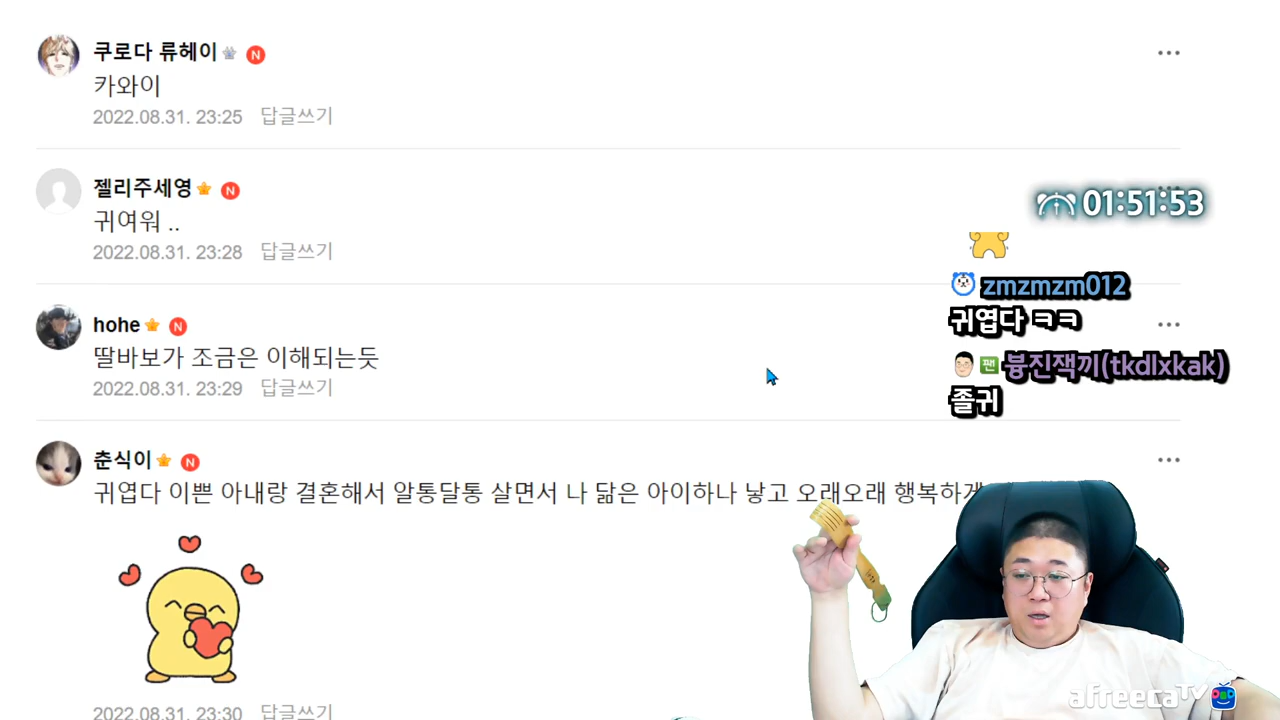 쿠로다 류헤이 N
카와이
2022.08.31. 23:25 답글쓰기
젤리주세영 N
귀여워 ..
2022.08.31. 23:28 답글쓰기
01:51:53
zmzmzm012
귀엽다 ㅋㅋ
hohe N
딸바보가 조금은 이해되는듯
2022.08.31. 23:29 답글쓰기
팬 붕진잭끼(tkdlxkak)
졸귀
춘식이 N
귀엽다 이쁜 아내랑 결혼해서 알통달통 살면서 나 닮은 아이하나 낳고 오래오래 행복하게
2022.08.31. 23:30 답글쓰기
afreecaTV